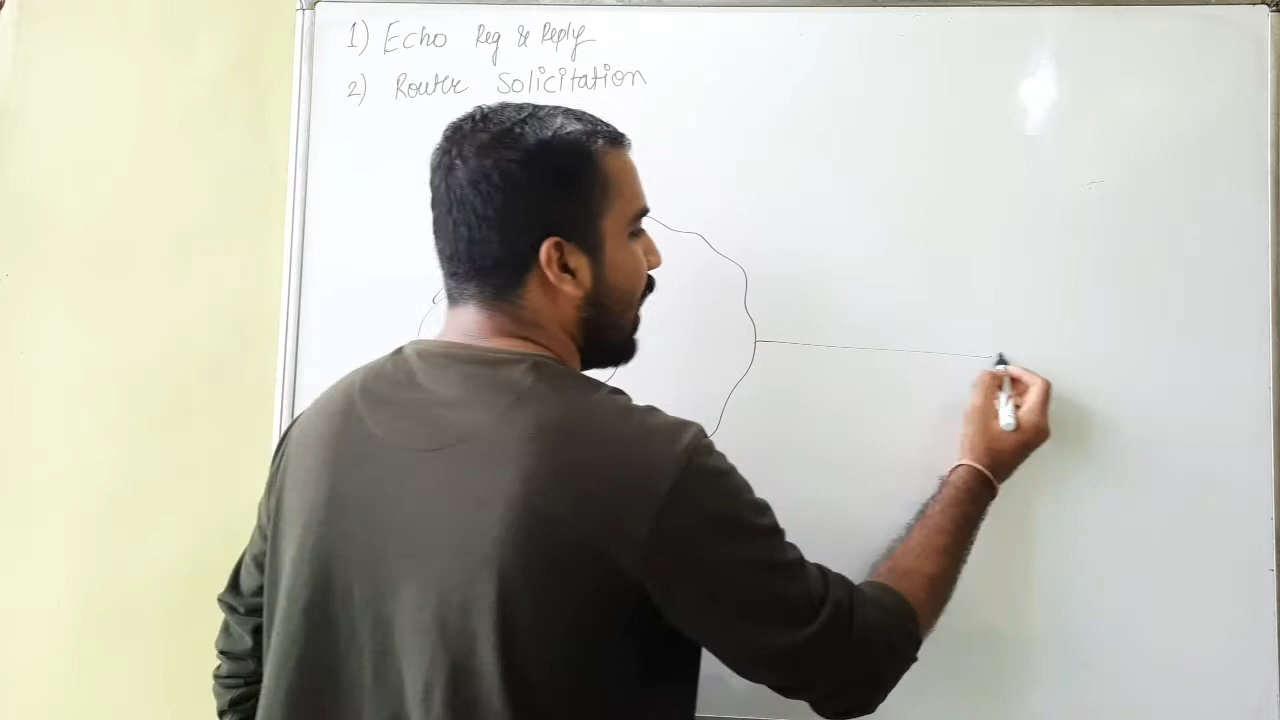 1) Echo Req & Reply
2) Router Solicitation